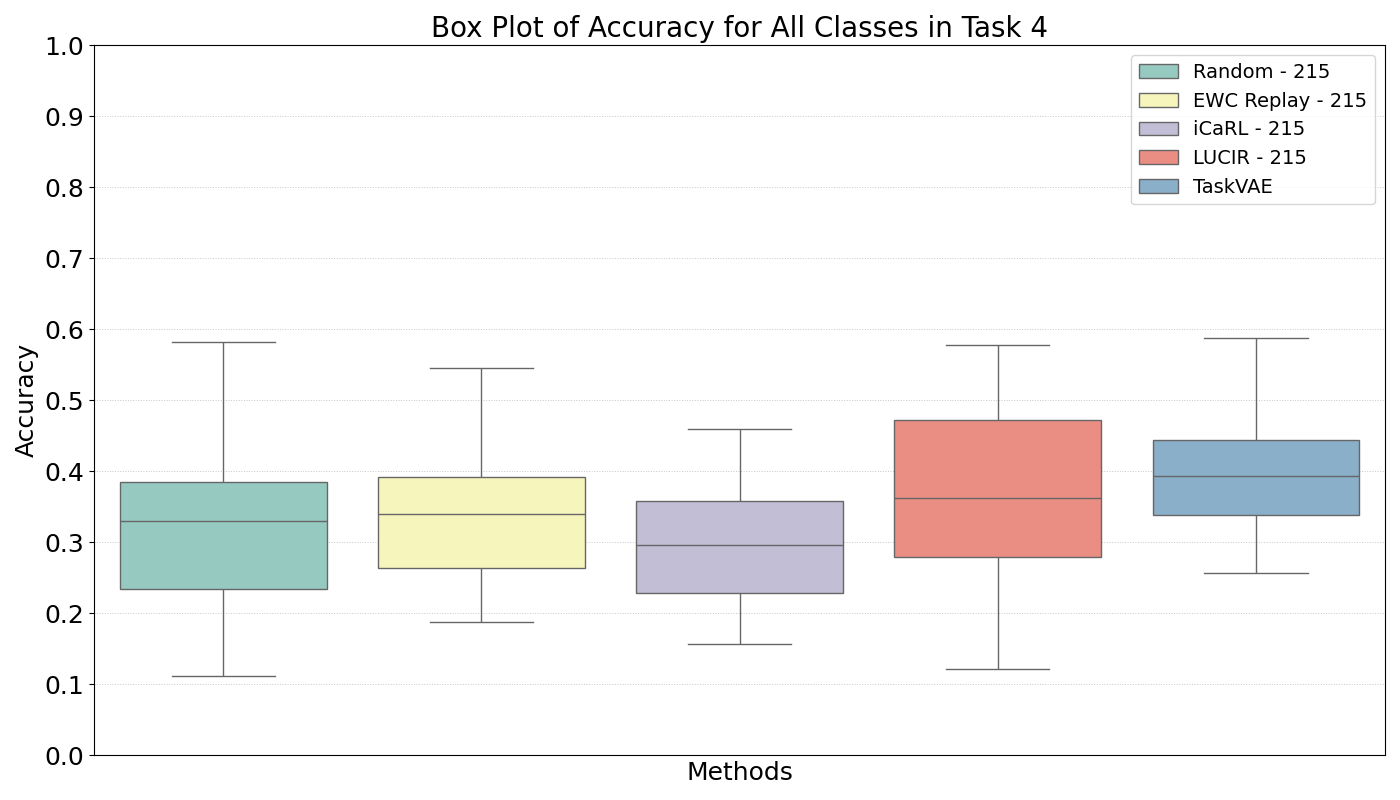 Box Plot of Accuracy for All Classes in Task 4
1.0
0.9
0.8
0.7
0.6
0.5
0.4
0.3
0.2
0.1
0.0
Accuracy
Methods
Random - 215
EWC Replay - 215
iCaRL - 215
LUCIR - 215
TaskVAE